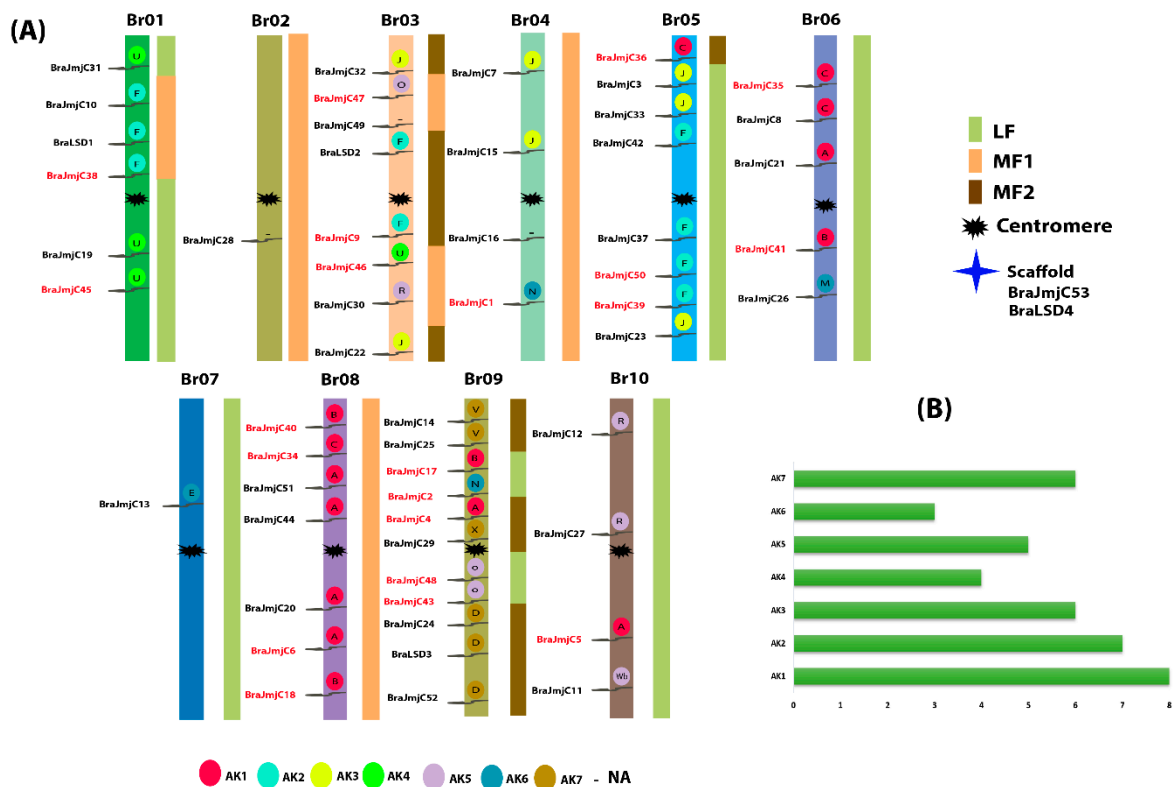 (A)
Br01
BraJmjC31
U
BraJmjC10
F
BraLSD1
F
BraJmjC38
F
BraJmjC19
U
BraJmjC45
U
Br02
BraJmjC28
-
Br03
BraJmjC32
J
BraJmjC47
O
BraJmjC49
-
BraLSD2
F
BraJmjC9
F
BraJmjC46
U
BraJmjC30
R
BraJmjC22
J
Br04
BraJmjC7
J
BraJmjC15
J
BraJmjC16
-
BraJmjC1
N
Br05
BraJmjC36
C
BraJmjC3
J
BraJmjC33
J
BraJmjC42
F
BraJmjC37
F
BraJmjC50
F
BraJmjC39
F
BraJmjC23
J
Br06
BraJmjC35
C
BraJmjC8
C
BraJmjC21
A
BraJmjC41
B
BraJmjC26
M
LF
MF1
MF2
Centromere
Scaffold
BraJmjC53
BraLSD4
Br07
BraJmjC13
E
Br08
BraJmjC40
B
BraJmjC34
C
BraJmjC51
A
BraJmjC44
A
BraJmjC20
A
BraJmjC6
A
BraJmjC18
B
Br09
BraJmjC14
V
BraJmjC25
V
BraJmjC17
B
BraJmjC2
N
BraJmjC4
A
BraJmjC29
X
BraJmjC48
o
BraJmjC43
o
BraJmjC24
D
BraLSD3
D
BraJmjC52
D
Br10
BraJmjC12
R
BraJmjC27
R
BraJmjC5
A
BraJmjC11
Wb
AK1 AK2 AK3 AK4 AK5 AK6 AK7 - NA
(B)
AK7
AK6
AK5
AK4
AK3
AK2
AK1
0 1 2 3 4 5 6 7 8